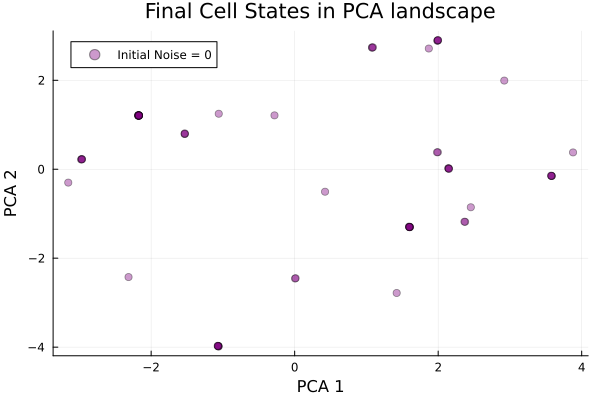 Final Cell States in PCA landscape
Initial Noise = 0
PCA 2
2
0
−2
−4
−2
0
2
4
PCA 1